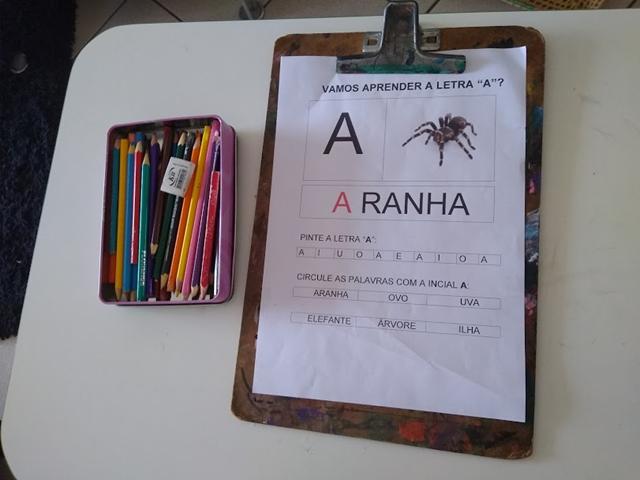 VAMOS APRENDER A LETRA "A"?
A
A RANHA
PINTE A LETRA "A":
A I U O A E A I O A
CIRCULE AS PALAVRAS COM A INCIAL A:
ARANHA OVO UVA
ELEFANTE ÁRVORE ILHA